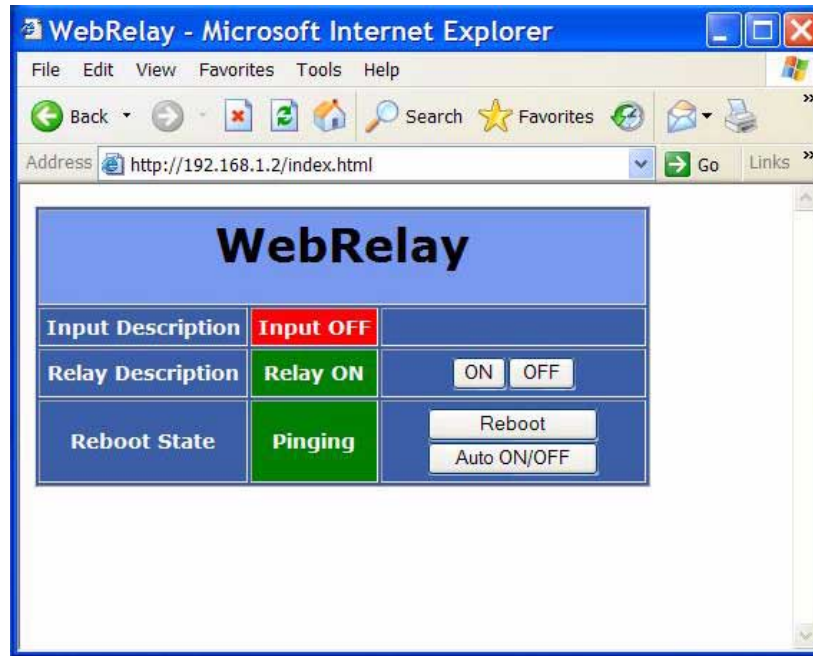 WebRelay - Microsoft Internet Explorer
File Edit View Favorites Tools Help
Back Search Favorites »
Address http://192.168.1.2/index.html Go Links »
WebRelay
Input Description Input OFF
Relay Description Relay ON ON OFF
Reboot State Pinging Reboot
Auto ON/OFF